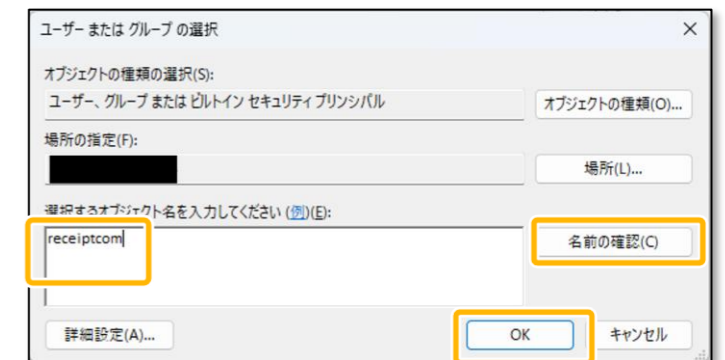 ユーザー または グループ の選択
オブジェクトの種類の選択(S):
ユーザー、グループ または ビルトイン セキュリティ プリンシパル
オブジェクトの種類(O)...
場所の指定(F):
場所(L)...
選択するオブジェクト名を入力してください (例)(E):
receiptcom
名前の確認(C)
詳細設定(A)...
OK
キャンセル